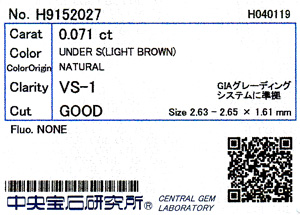 No. H9152027 H040119
Carat 0.071 ct
Color UNDER S(LIGHT BROWN)
ColorOrigin NATURAL
Clarity VS-1 GIAグレーディング
システムに準拠
Cut GOOD Size 2.63 - 2.65 × 1.61 mm
Fluo. NONE
中央宝石研究所® CENTRAL GEM
LABORATORY